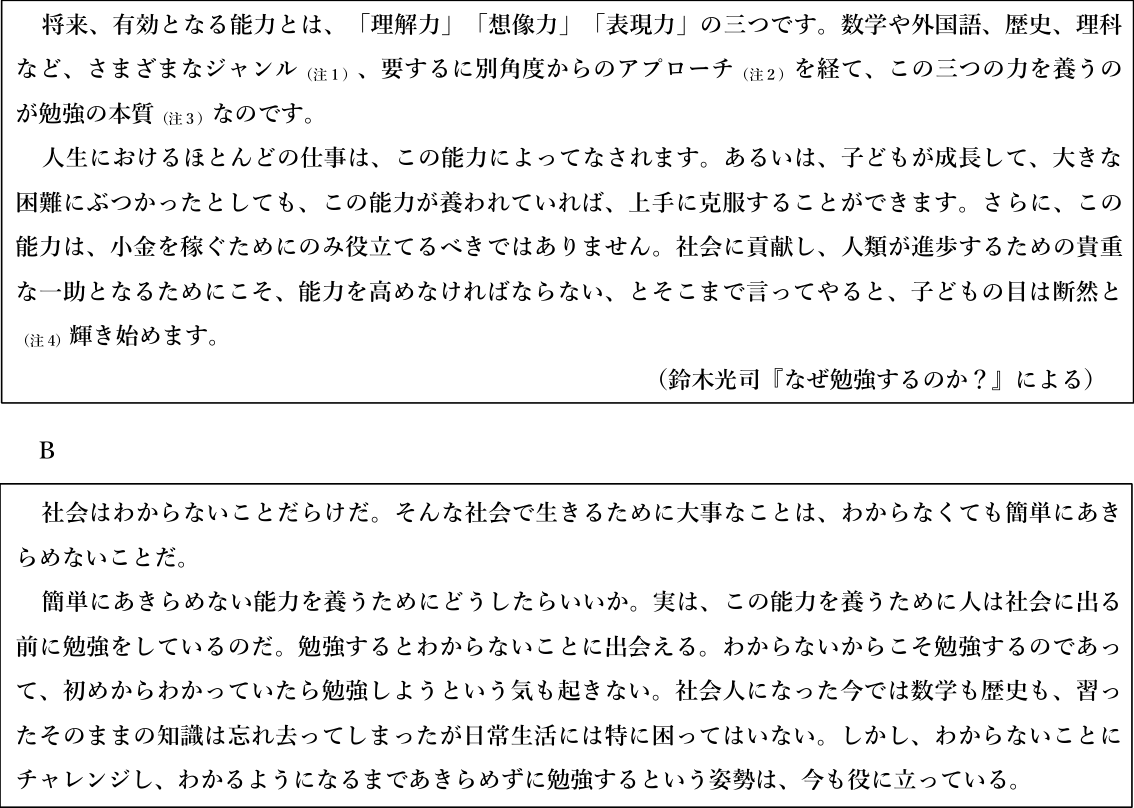 将来、有効となる能力とは、「理解力」「想像力」「表現力」の三つです。数学や外国語、歴史、理科
など、さまざまなジャンル（注1）、要するに別角度からのアプローチ（注2）を経て、この三つの力を養うの
が勉強の本質（注3）なのです。
人生におけるほとんどの仕事は、この能力によってなされます。あるいは、子どもが成長して、大きな
困難にぶつかったとしても、この能力が養われていれば、上手に克服することができます。さらに、この
能力は、小金を稼ぐためにのみ役立てるべきではありません。社会に貢献し、人類が進歩するための貴重
な一助となるためにこそ、能力を高めなければならない、とそこまで言ってやると、子どもの目は断然と
（注4）輝き始めます。
（鈴木光司『なぜ勉強するのか？』による）
B
社会はわからないことだらけだ。そんな社会で生きるために大事なことは、わからなくても簡単にあき
らめないことだ。
簡単にあきらめない能力を養うためにどうしたらいいか。実は、この能力を養うために人は社会に出る
前に勉強をしているのだ。勉強するとわからないことに出会える。わからないからこそ勉強するのであっ
て、初めからわかっていたら勉強しようという気も起きない。社会人になった今では数学も歴史も、習っ
たそのままの知識は忘れ去ってしまったが日常生活には特に困ってはいない。しかし、わからないことに
チャレンジし、わかるようになるまであきらめずに勉強するという姿勢は、今も役に立っている。